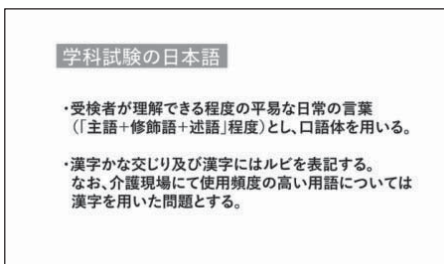 学科試験の日本語
・受検者が理解できる程度の平易な日常の言葉
(「主語+修飾語+述語」程度)とし、口語体を用いる。
・漢字かな交じり及び漢字にはルビを表記する。
なお、介護現場にて使用頻度の高い用語については
漢字を用いた問題とする。